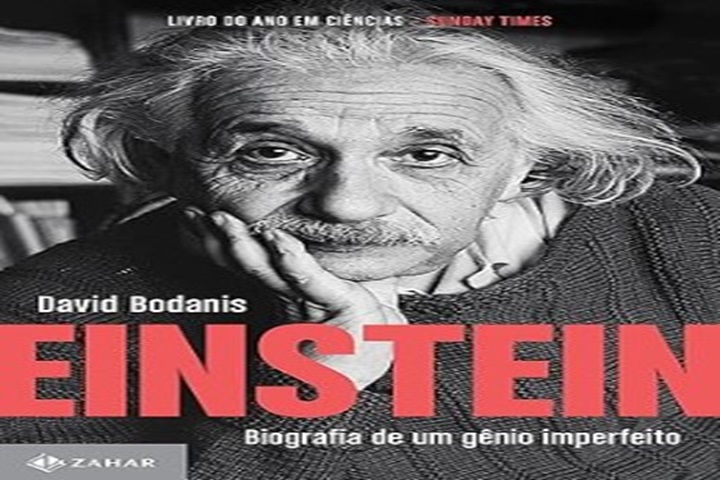 LIVRO DO ANO EM CIÊNCIAS – SUNDAY TIMES
David Bodanis
EINSTEIN
Biografia de um gênio imperfeito
ZAHAR